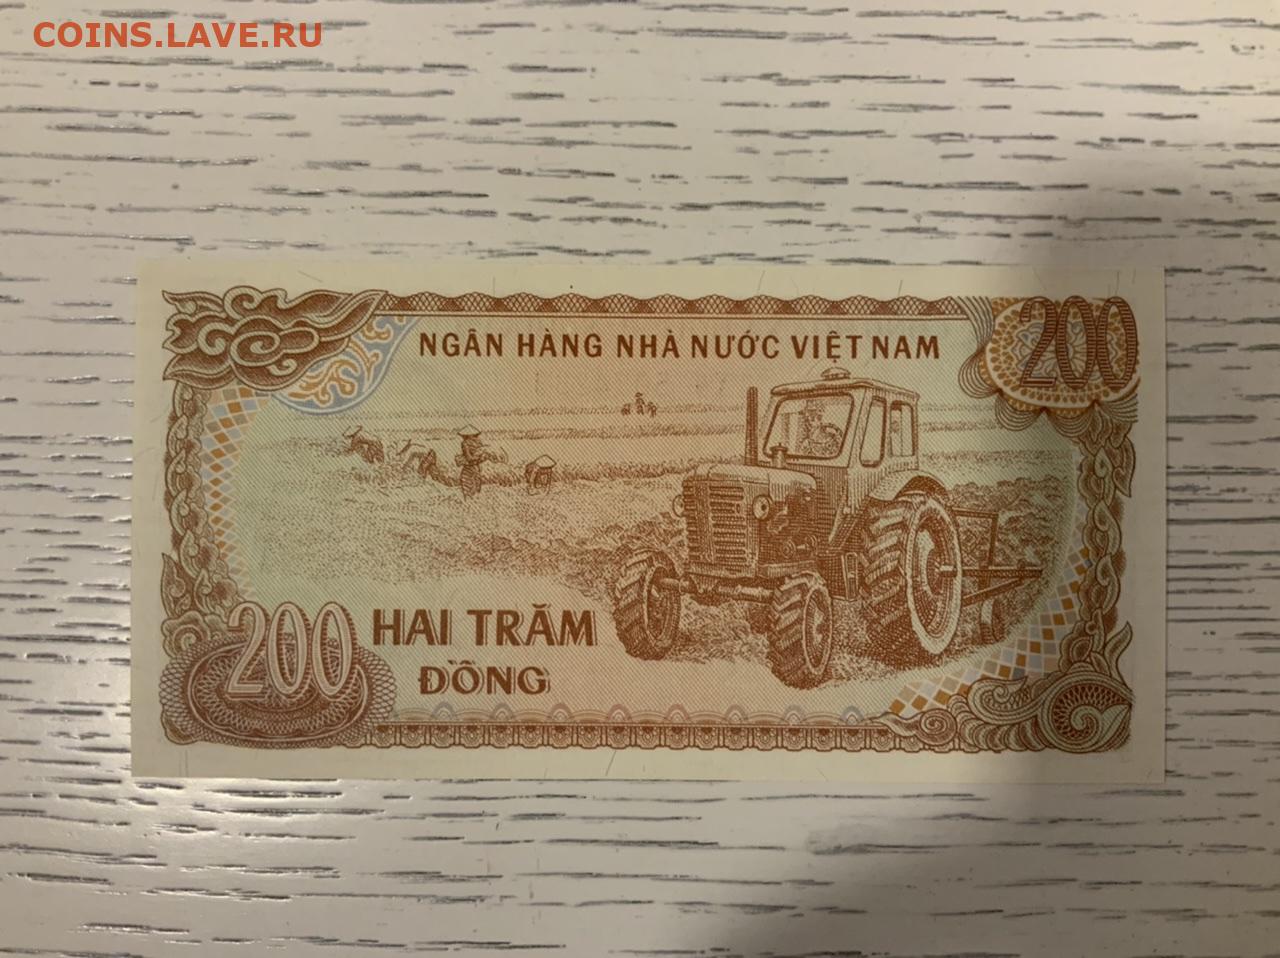 COINS.LAVE.RU
200
NGÂN HÀNG NHÀ NƯỚC VIỆT NAM
200
HAI TRĂM
ĐỒNG